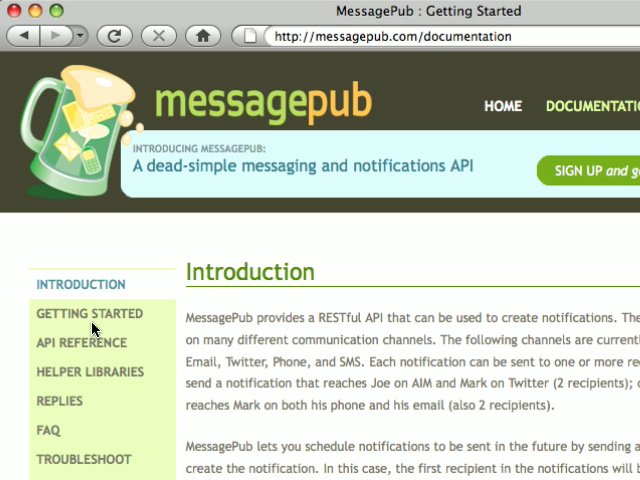 MessagePub : Getting Started
http://messagepub.com/documentation
messagepub
HOME
INTRODUCING MESSAGEPUB:
A dead-simple messaging and notifications API
SIGN UP and
Introduction
INTRODUCTION
GETTING STARTED
API REFERENCE
HELPER LIBRARIES
REPLIES
FAQ
TROUBLESHOOT
MessagePub provides a RESTful API that can be used to create notifications.
on many different communication channels. The following channels are
Email, Twitter, Phone, and SMS. Each notification can be sent to one or more
send a notification that reaches Joe on AIM and Mark on Twitter (2 recipients);
reaches Mark on both his phone and his email (also 2 recipients).
MessagePub lets you schedule notifications to be sent in the future by sending a
create the notification. In this case, the first recipient in the notifications will